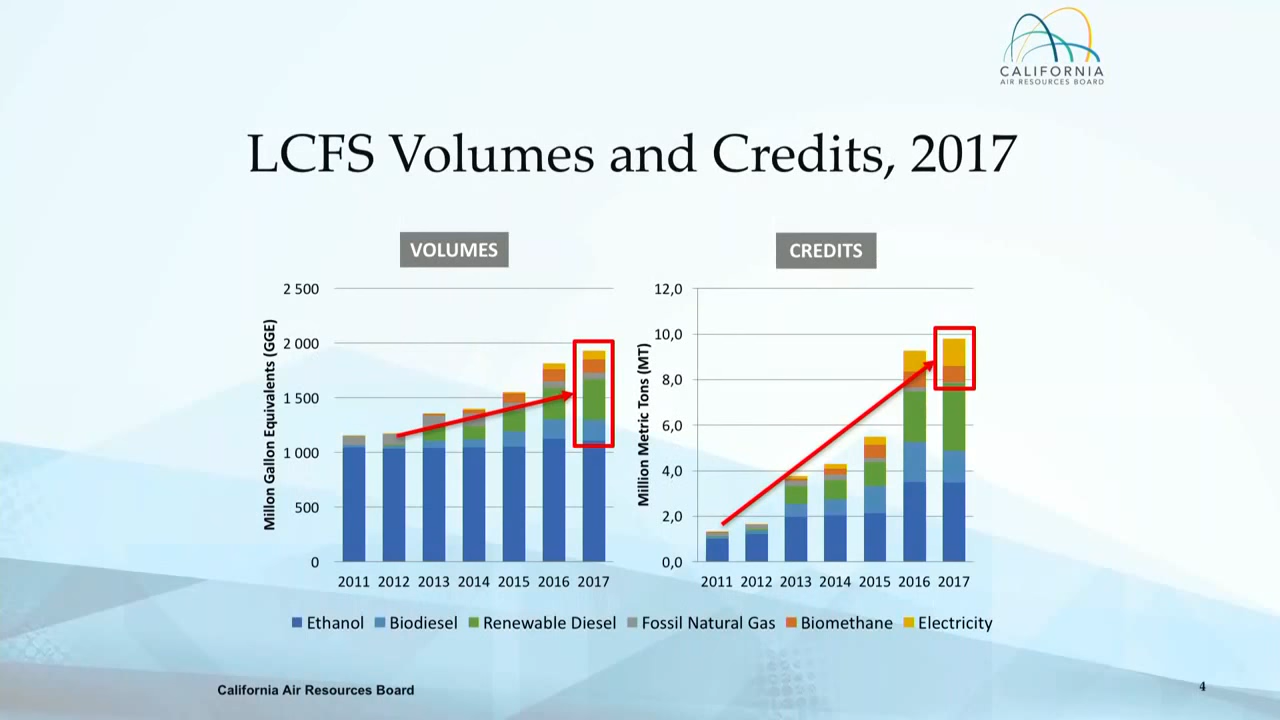 CALIFORNIA
AIR RESOURCES BOARD
LCFS Volumes and Credits, 2017
VOLUMES
Millon Gallon Equivalents (GGE)
2 500
2 000
1 500
1 000
500
0
2011 2012 2013 2014 2015 2016 2017
CREDITS
Million Metric Tons (MT)
12,0
10,0
8,0
6,0
4,0
2,0
0,0
2011 2012 2013 2014 2015 2016 2017
Ethanol Biodiesel Renewable Diesel Fossil Natural Gas Biomethane Electricity
California Air Resources Board
4